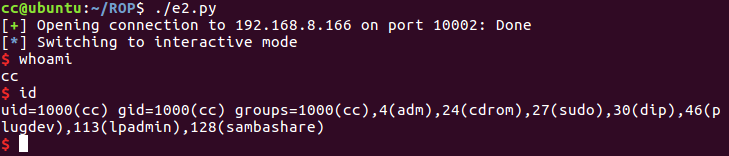 cc@ubuntu:~/ROP$ ./e2.py
[+] Opening connection to 192.168.8.166 on port 10002: Done
[*] Switching to interactive mode
$ whoami
cc
$ id
uid=1000(cc) gid=1000(cc) groups=1000(cc),4(adm),24(cdrom),27(sudo),30(dip),46(p
lugdev),113(lpadmin),128(sambashare)
$